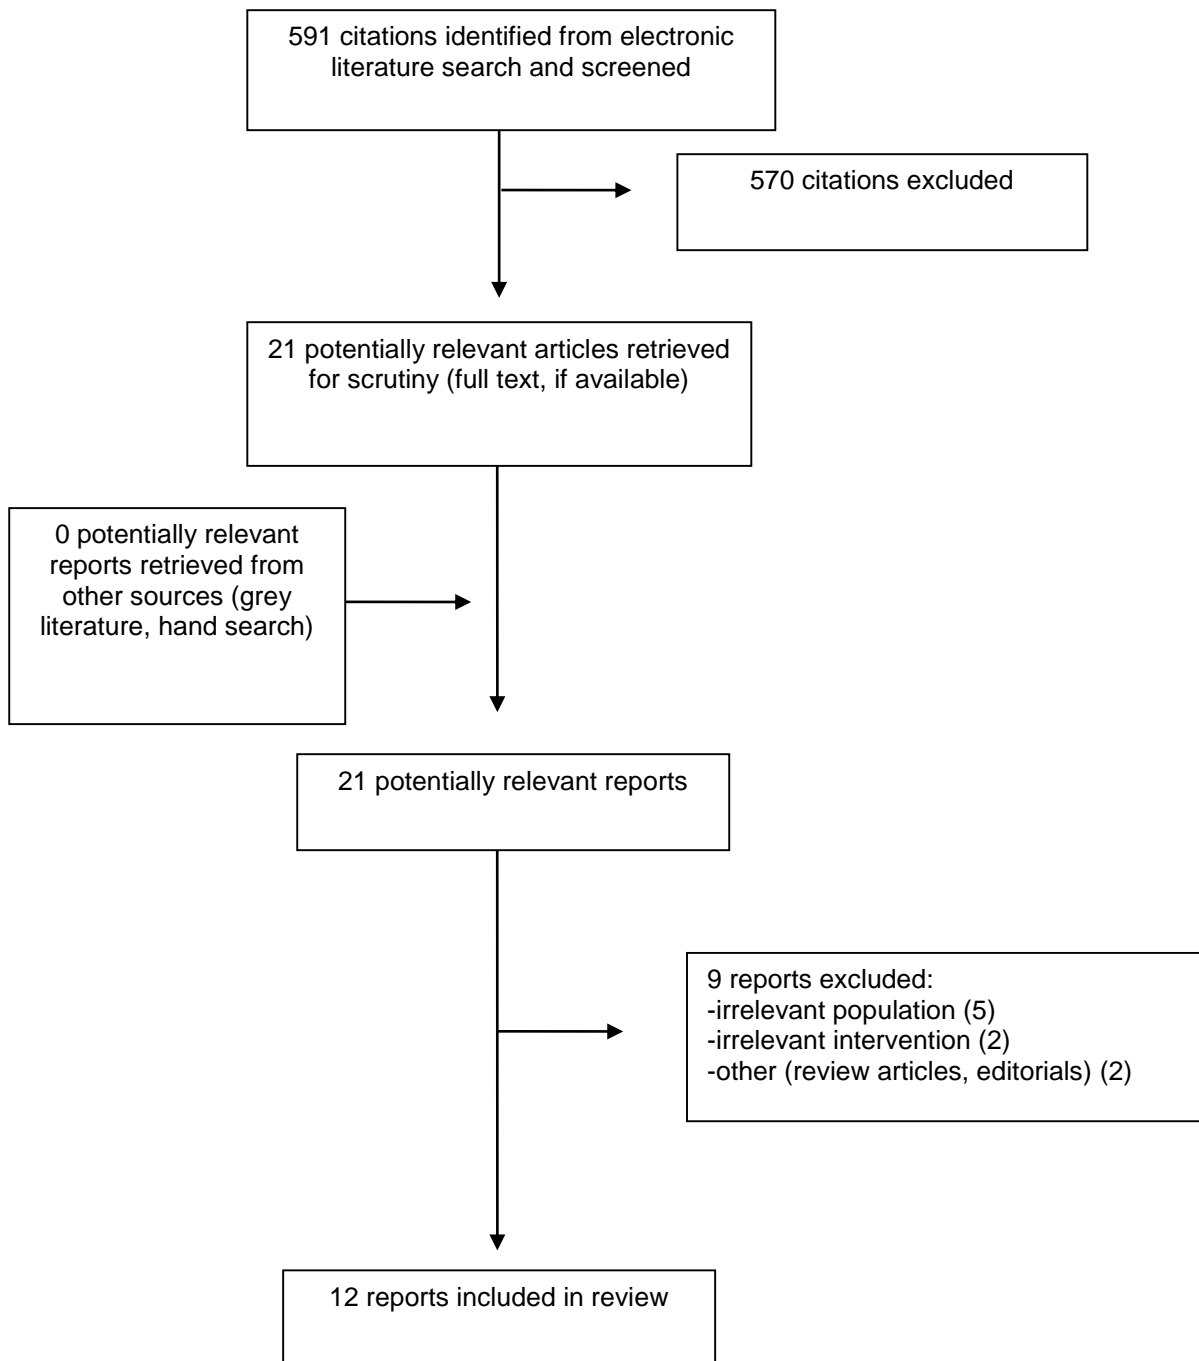 591 citations identified from electronic
literature search and screened
570 citations excluded
21 potentially relevant articles retrieved
for scrutiny (full text, if available)
0 potentially relevant
reports retrieved from
other sources (grey
literature, hand search)
21 potentially relevant reports
9 reports excluded:
-irrelevant population (5)
-irrelevant intervention (2)
-other (review articles, editorials) (2)
12 reports included in review